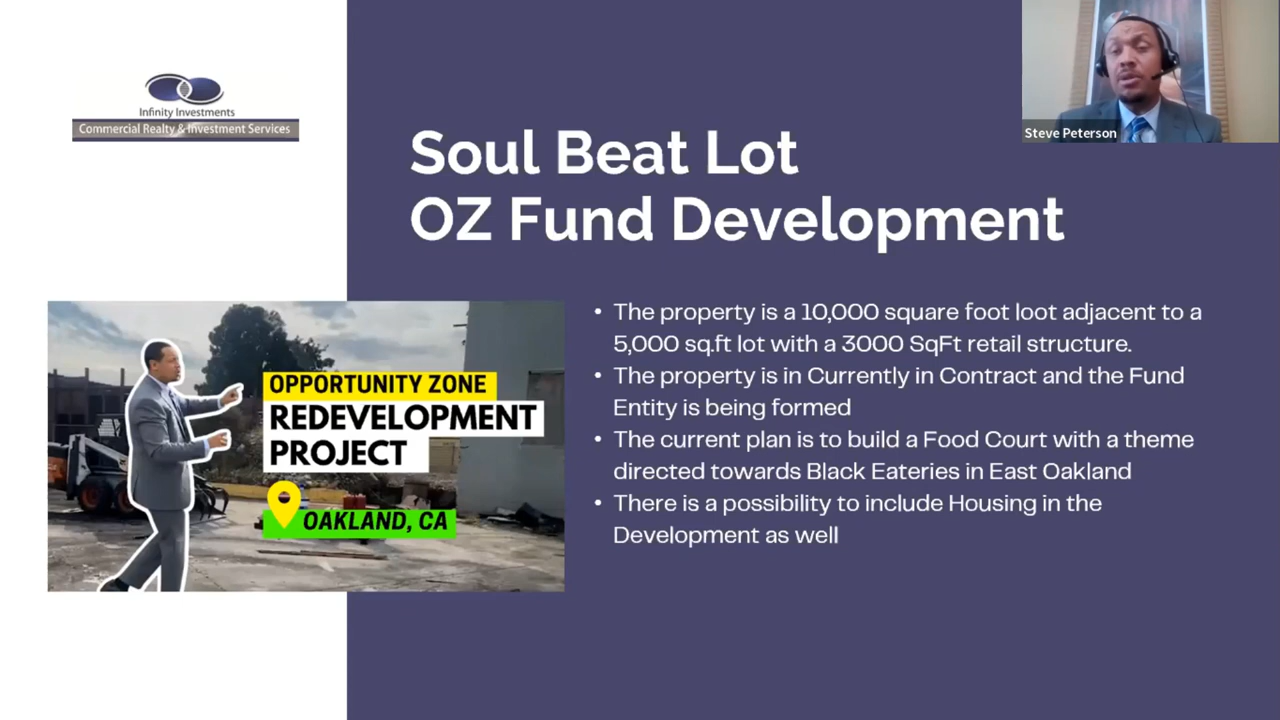 Infinity Investments
Commercial Realty & Investment Services
Steve Peterson
Soul Beat Lot
OZ Fund Development
OPPORTUNITY ZONE
REDEVELOPMENT
PROJECT
OAKLAND, CA
• The property is a 10,000 square foot loot adjacent to a
5,000 sq.ft lot with a 3000 SqFt retail structure.
• The property is in Currently in Contract and the Fund
Entity is being formed
• The current plan is to build a Food Court with a theme
directed towards Black Eateries in East Oakland
• There is a possibility to include Housing in the
Development as well